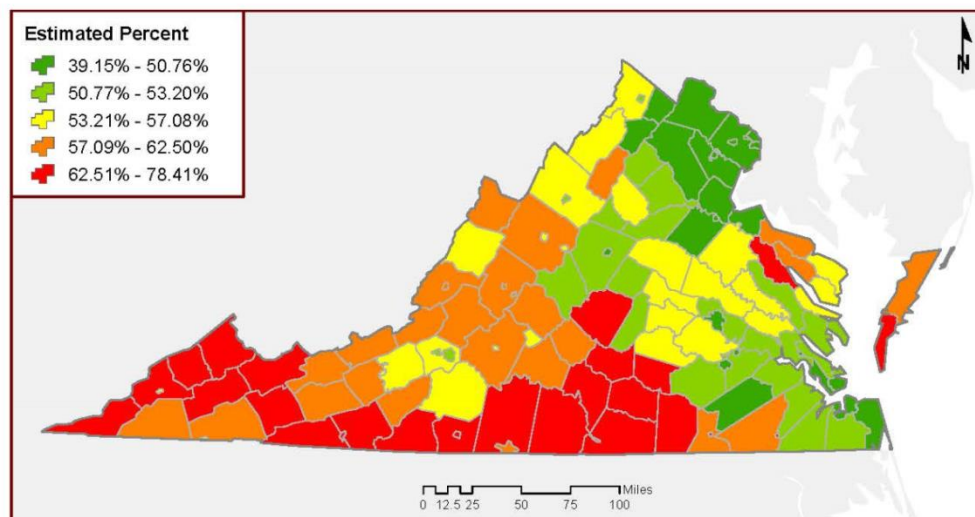 Estimated Percent
39.15% - 50.76%
50.77% - 53.20%
53.21% - 57.08%
57.09% - 62.50%
62.51% - 78.41%
N
Miles
0 12.5 25 50 75 100